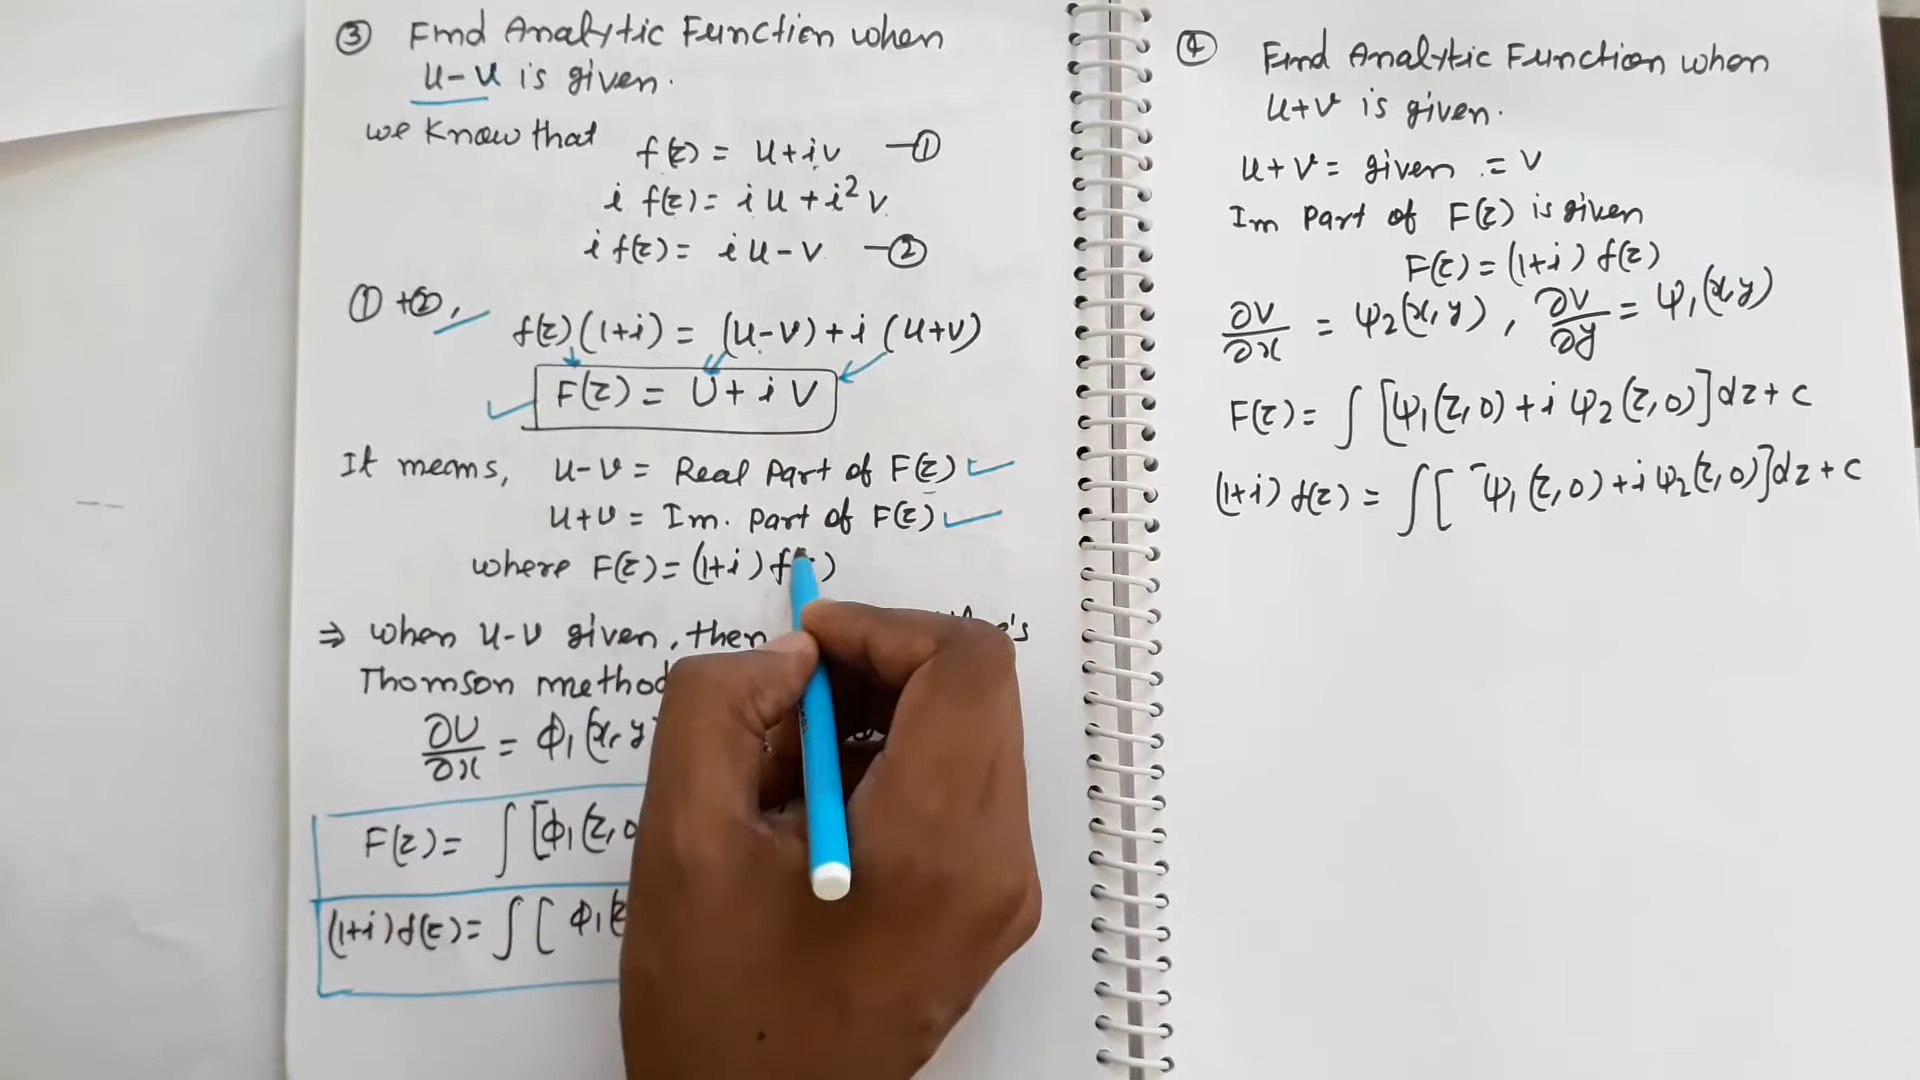 ③ Find Analytic Function when
u-v is given.
we know that f(z) = u+iv —①
i f(z) = i u + i² v
i f(z) = i u - v —②
① + ②,
f(z)(1+i) = (u-v) + i (u+v)
F(z) = U + i V
It means, u-v = Real Part of F(z)
u+v = Im. part of F(z)
where F(z) = (1+i) f
⇒ when u-v given, then
Thomson method
∂U/∂x = φ₁(x, y
F(z) = ∫ [φ₁(z, 0
(1+i) f(z) = ∫ [ φ₁(z
④ Find Analytic Function when
u+v is given.
u+v = given = V
Im Part of F(z) is given
F(z) = (1+i) f(z)
∂V/∂x = ψ₂(x, y), ∂V/∂y = ψ₁(x, y)
F(z) = ∫ [ψ₁(z, 0) + i ψ₂(z, 0)] dz + c
(1+i) f(z) = ∫ [ψ₁(z, 0) + i ψ₂(z, 0)] dz + c